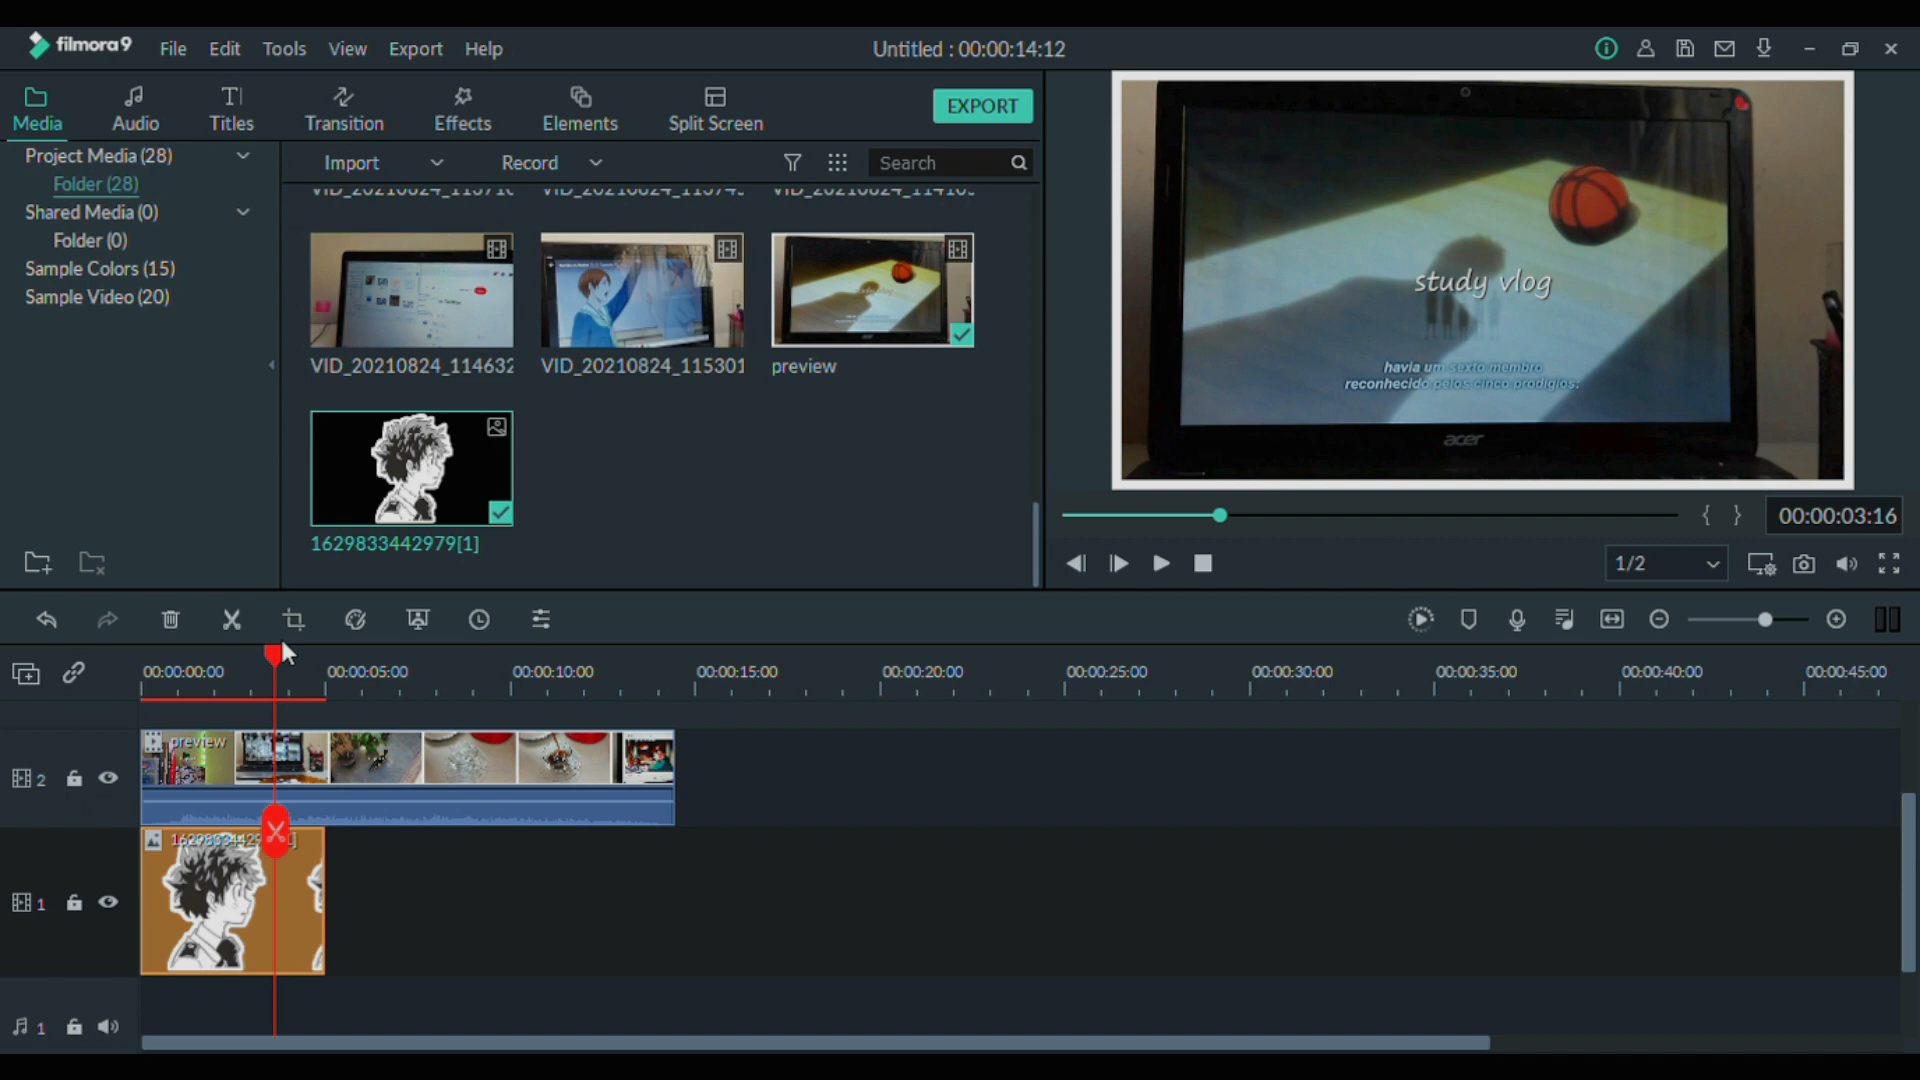 filmora9 File Edit Tools View Export Help Untitled : 00:00:14:12
Media Audio Titles Transition Effects Elements Split Screen EXPORT
Project Media (28)
Folder (28)
Shared Media (0)
Folder (0)
Sample Colors (15)
Sample Video (20)
Import Record Search
VID_20210824_114632 VID_20210824_115301 preview
1629833442979[1]
study vlog
havia um sexto membro
reconhecido pelos cinco prodígios.
acer
00:00:03:16
1/2
00:00:00:00 00:00:05:00 00:00:10:00 00:00:15:00 00:00:20:00 00:00:25:00 00:00:30:00 00:00:35:00 00:00:40:00 00:00:45:00
preview
2
1
1